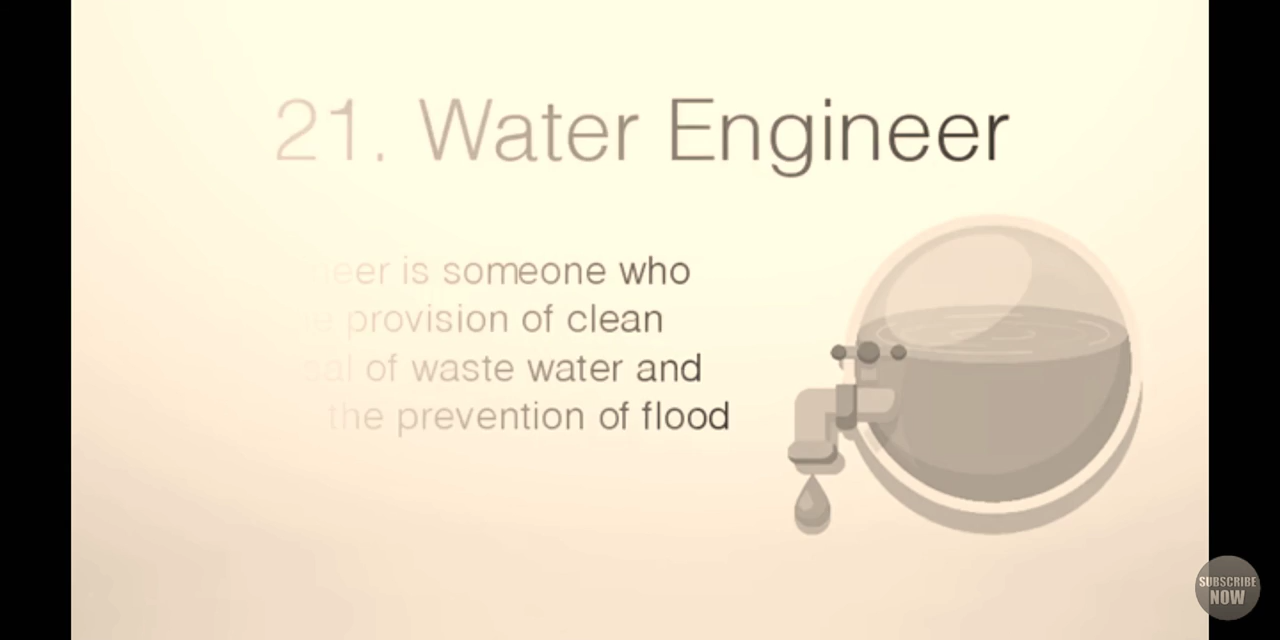 21. Water Engineer
eer is someone who
provision of clean
al of waste water and
the prevention of flood
SUBSCRIBE
NOW